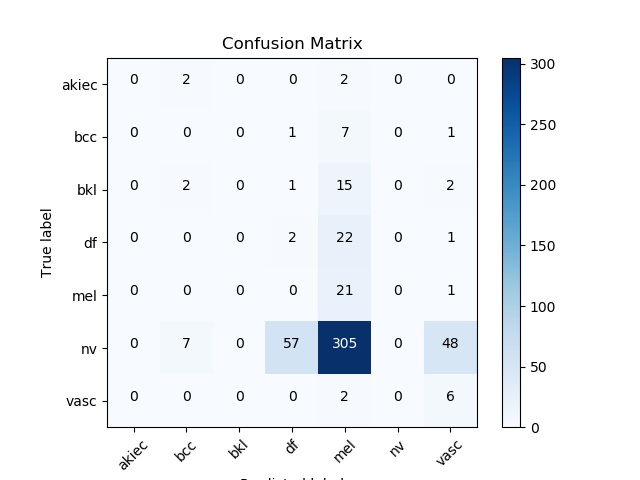 Confusion Matrix
akiec 0 2 0 0 2 0 0
bcc 0 0 0 1 7 0 1
bkl 0 2 0 1 15 0 2
df 0 0 0 2 22 0 1
mel 0 0 0 0 21 0 1
nv 0 7 0 57 305 0 48
vasc 0 0 0 0 2 0 6
akiec bcc bkl df mel nv vasc
True label
300
250
200
150
100
50
0